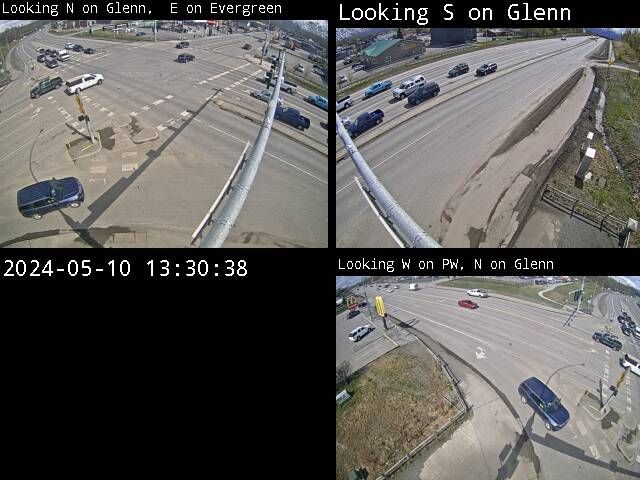 Looking N on Glenn,  E on Evergreen
Looking S on Glenn
2024-05-10 13:30:38
Looking W on PW, N on Glenn